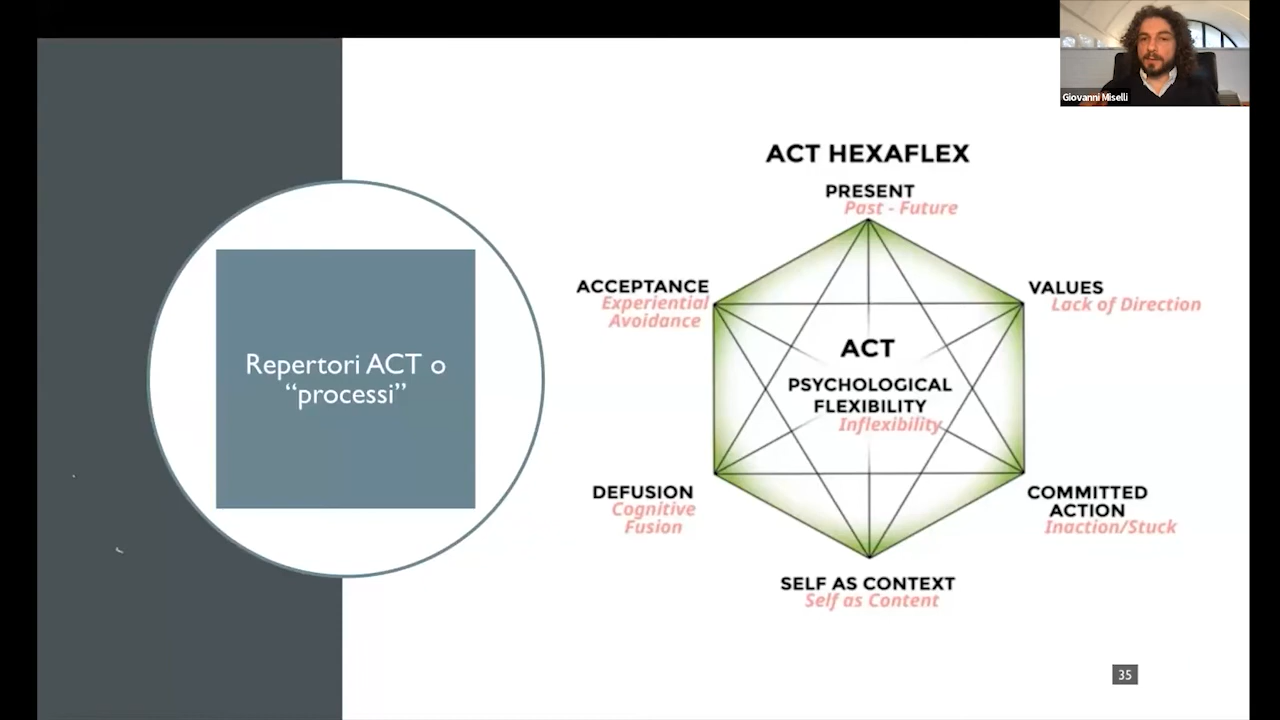 Giovanni Miselli
Repertori ACT o
“processi”
ACT HEXAFLEX
PRESENT
Past - Future
ACCEPTANCE
Experiential
Avoidance
VALUES
Lack of Direction
ACT
PSYCHOLOGICAL
FLEXIBILITY
Inflexibility
DEFUSION
Cognitive
Fusion
COMMITTED
ACTION
Inaction/Stuck
SELF AS CONTEXT
Self as Content
35